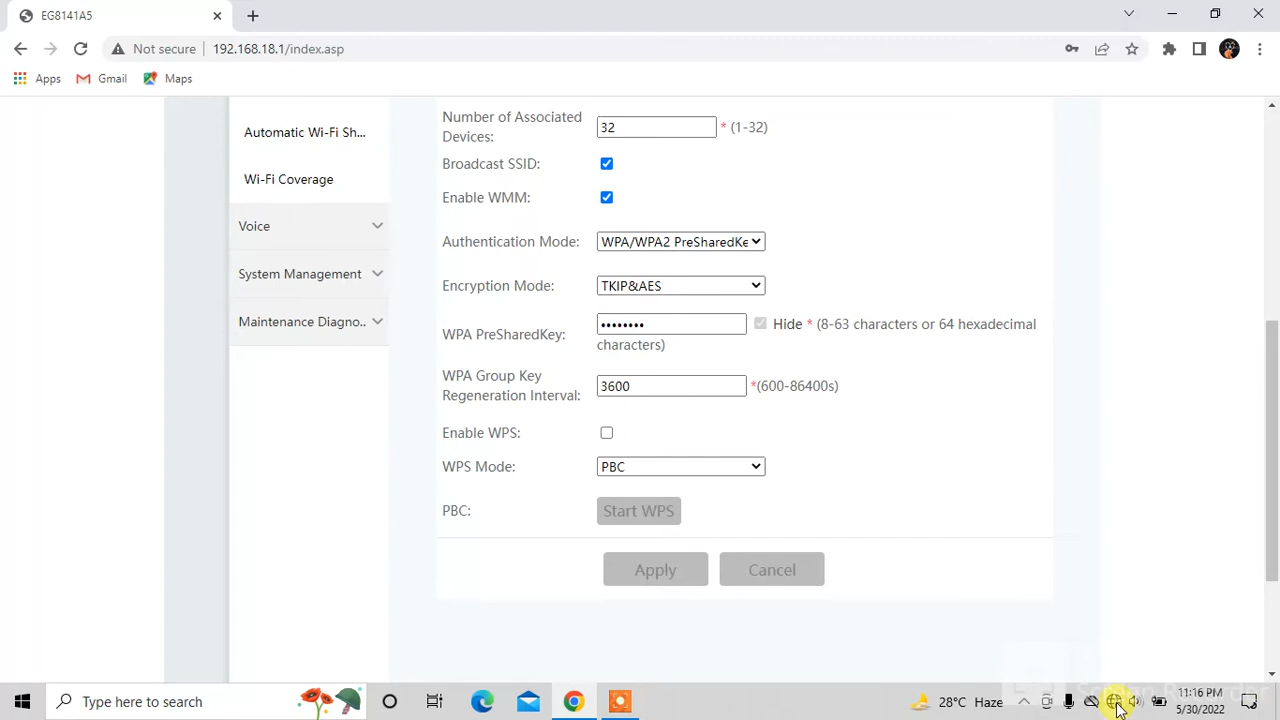 EG8141A5
Not secure
192.168.18.1/index.asp
Apps
Gmail
Maps
Automatic Wi-Fi Sh...
Wi-Fi Coverage
Voice
System Management
Maintenance Diagno..
Number of Associated
Devices:
32
* (1-32)
Broadcast SSID:
Enable WMM:
Authentication Mode:
WPA/WPA2 PreSharedKe
Encryption Mode:
TKIP&AES
WPA PreSharedKey:
••••••••
Hide * (8-63 characters or 64 hexadecimal
characters)
WPA Group Key
Regeneration Interval:
3600
*(600-86400s)
Enable WPS:
WPS Mode:
PBC
PBC:
Start WPS
Apply
Cancel
Type here to search
28°C Haze
Screen Recorder
11:16 PM
5/30/2022